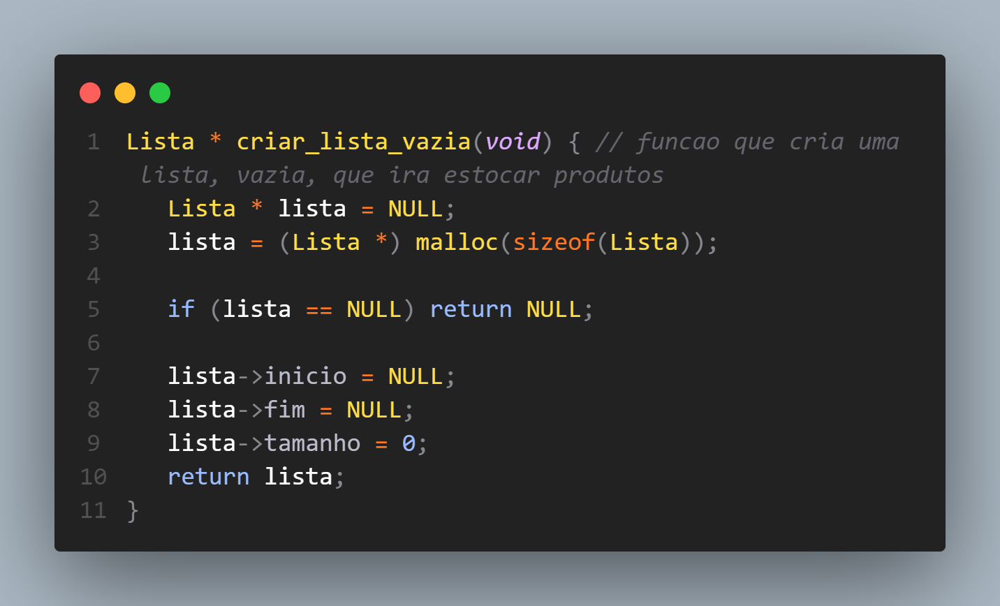 1 Lista * criar_lista_vazia(void) { // funcao que cria uma
lista, vazia, que ira estocar produtos
2 Lista * lista = NULL;
3 lista = (Lista *) malloc(sizeof(Lista));
4
5 if (lista == NULL) return NULL;
6
7 lista->inicio = NULL;
8 lista->fim = NULL;
9 lista->tamanho = 0;
10 return lista;
11 }